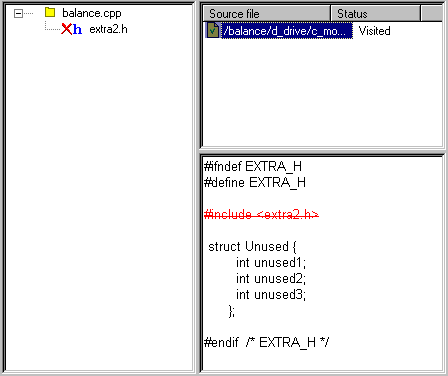 balance.cpp
extra2.h
Source file Status
/balance/d_drive/c_mo... Visited
#fndef EXTRA_H
#define EXTRA_H
#include <extra2.h>
struct Unused {
int unused1;
int unused2;
int unused3;
};
#endif /* EXTRA_H */